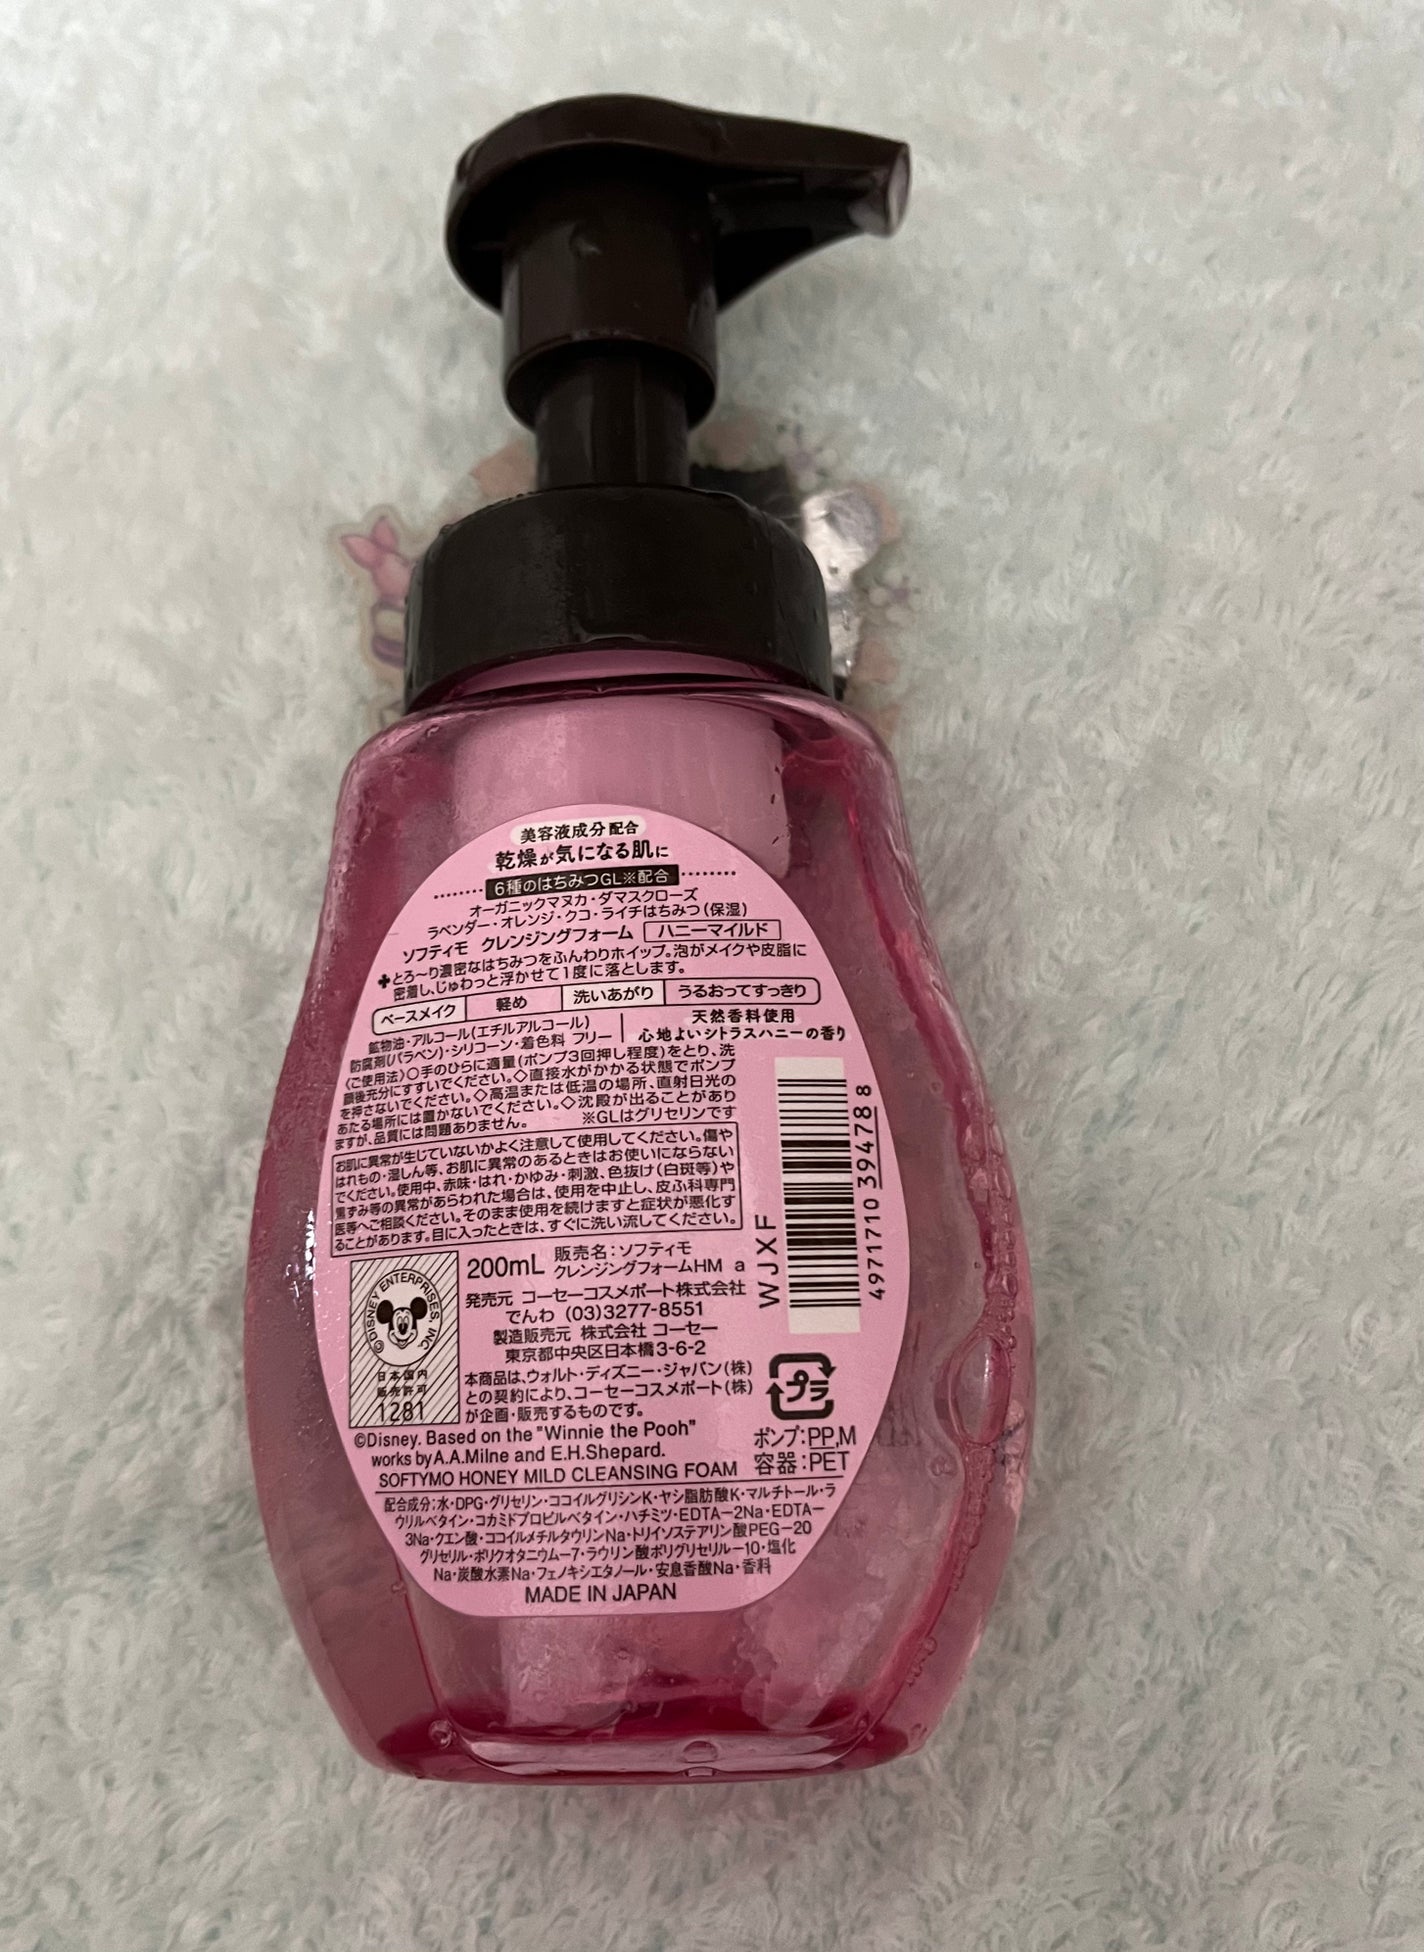 美容液成分配合
乾燥が気になる肌に
6種のはちみつGL※配合
オーガニックマヌカ・ダマスクローズ
ラベンダー・オレンジ・クコ・ライチはちみつ(保湿)
ソフティモ クレンジングフォーム ハニーマイルド
とろ〜り濃密なはちみつをふんわりホイップ。泡がメイクや皮脂に
密着し、じゅわっと浮かせて1度に落とします。
ベースメイク 軽め 洗いあがり うるおってすっきり
鉱物油・アルコール(エチルアルコール)
防腐剤(パラベン)・シリコーン・着色料 フリー
天然香料使用
心地よいシトラスハニーの香り
〈ご使用法〉○手のひらに適量(ポンプ3回押し程度)をとり、洗
顔後充分にすすいでください。◇直接水がかかる状態でポンプ
を押さないでください。◇高温または低温の場所、直射日光の
あたる場所には置かないでください。◇沈殿が出ることがあり
ますが、品質には問題ありません。 ※GLはグリセリンです
お肌に異常が生じていないかよく注意して使用してください。傷や
はれもの・湿しん等、お肌に異常のあるときはお使いにならない
でください。使用中、赤味・はれ・かゆみ・刺激、色抜け(白斑等)や
黒ずみ等の異常があらわれた場合は、使用を中止し、皮ふ科専門
医等へご相談ください。そのまま使用を続けますと症状が悪化す
ることがあります。目に入ったときは、すぐに洗い流してください。
WJXF
4971710 394788
©DISNEY ENTERPRISES, INC.
日本国内
販売許可
1281
200mL 販売名:ソフティモ
クレンジングフォームHM a
発売元 コーセーコスメポート株式会社
でんわ (03)3277-8551
製造販売元 株式会社 コーセー
東京都中央区日本橋3-6-2
本商品は、ウォルト・ディズニー・ジャパン(株)
との契約により、コーセーコスメポート(株)
が企画・販売するものです。
プラ
ポンプ:PP,M
容器:PET
©Disney. Based on the "Winnie the Pooh"
works by A.A.Milne and E.H.Shepard.
SOFTYMO HONEY MILD CLEANSING FOAM
配合成分:水・DPG・グリセリン・ココイルグリシンK・ヤシ脂肪酸K・マルチトール・ラ
ウリルベタイン・コカミドプロピルベタイン・ハチミツ・EDTA−2Na・EDTA−
3Na・クエン酸・ココイルメチルタウリンNa・トリイソステアリン酸PEG−20
グリセリル・ポリクオタニウム−7・ラウリン酸ポリグリセリル−10・塩化
Na・炭酸水素Na・フェノキシエタノール・安息香酸Na・香料
MADE IN JAPAN